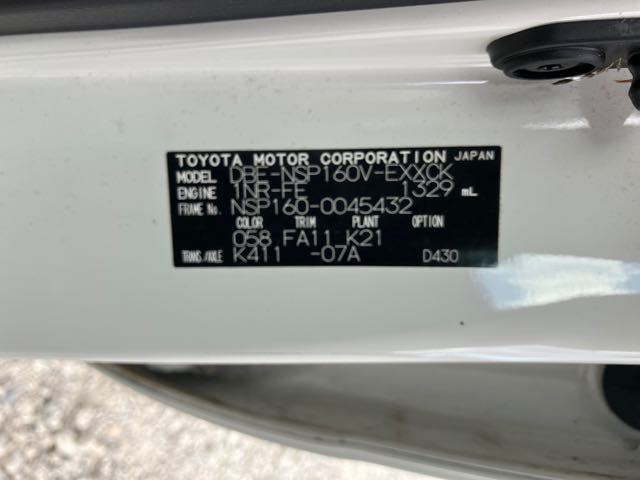 TOYOTA MOTOR CORPORATION JAPAN
MODEL DBE-NSP160V-EXXCK
ENGINE 1NR-FE 1329 mL
FRAME No. NSP160-0045432
COLOR TRIM PLANT OPTION
058 FA11 K21
TRANS./AXLE K411 -07A D430